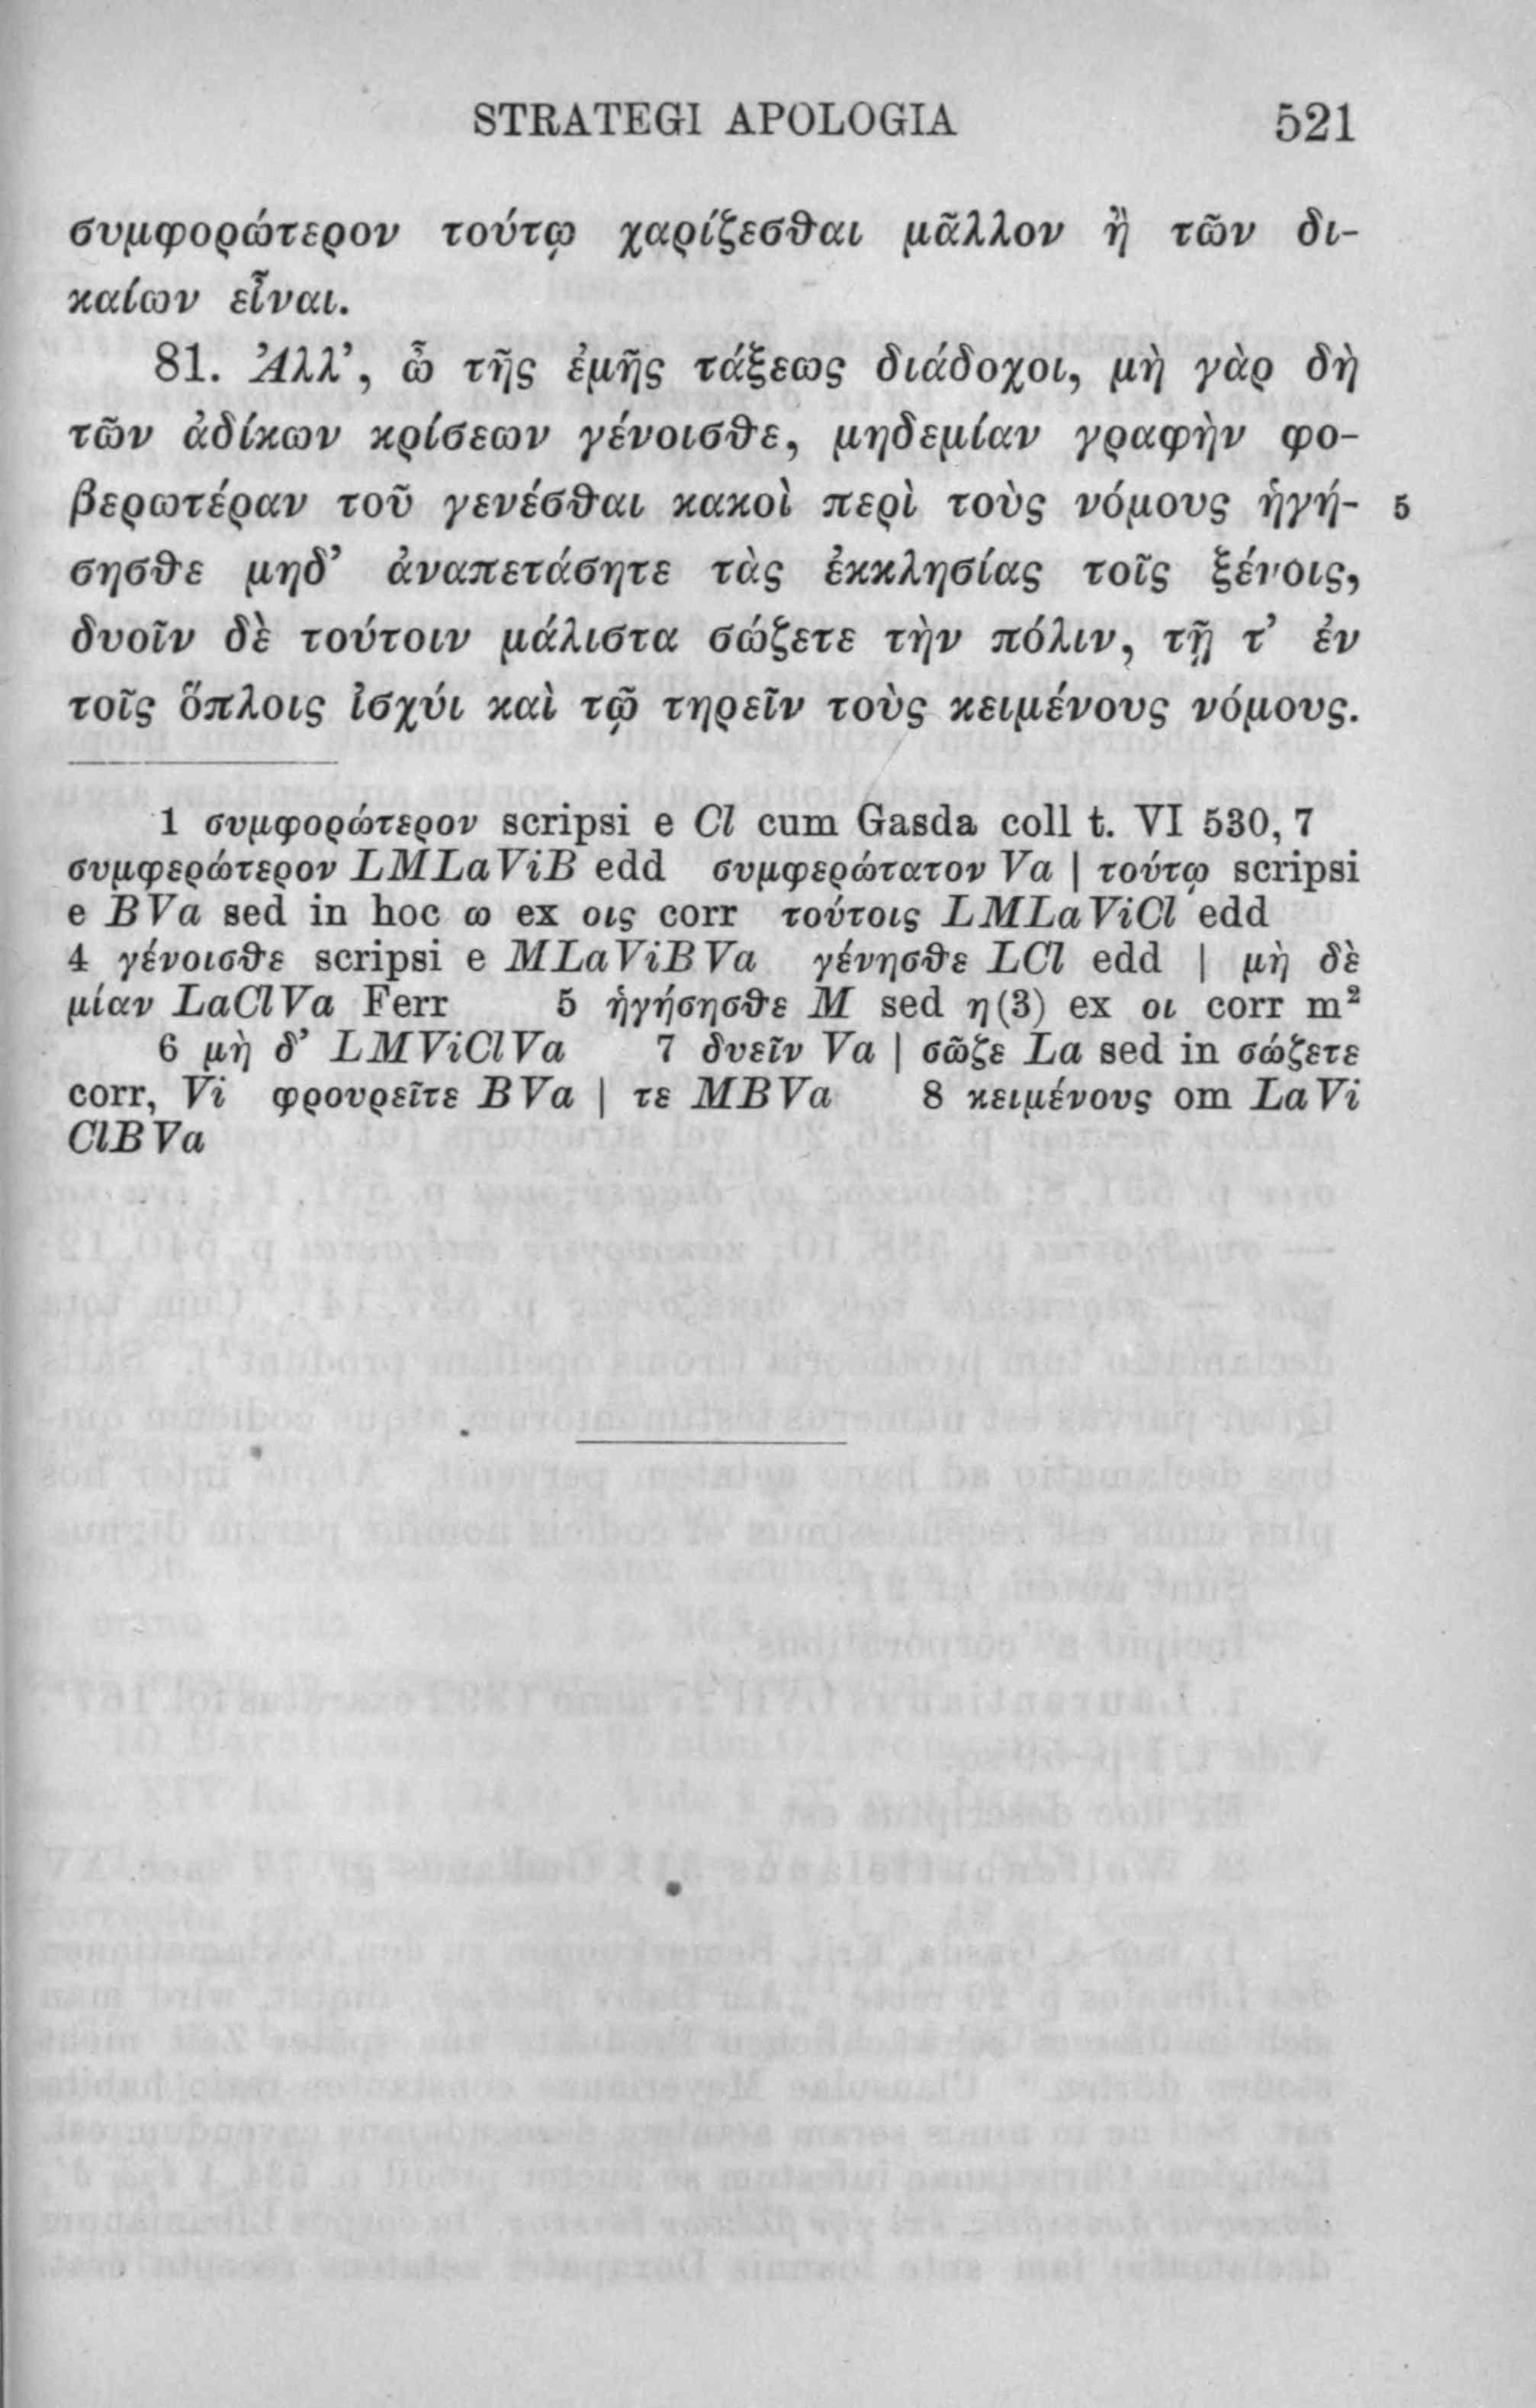 STRATEGI APOLOGIA 521
συμφορώτερον τούτῳ χαρίζεσθαι μᾶλλον ἢ τῶν δι-
καίων εἶναι.
81. Ἀλλ’, ὦ τῆς ἐμῆς τάξεως διάδοχοι, μὴ γὰρ δὴ
τῶν ἀδίκων κρίσεων γένοισθε, μηδεμίαν γραφὴν φο-
βερωτέραν τοῦ γενέσθαι κακοὶ περὶ τοὺς νόμους ἡγή- 5
σησθε μηδ’ ἀναπετάσητε τὰς ἐκκλησίας τοῖς ξένοις,
δυοῖν δὲ τούτοιν μάλιστα σώζετε τὴν πόλιν, τῇ τ’ ἐν
τοῖς ὅπλοις ἰσχύι καὶ τῷ τηρεῖν τοὺς κειμένους νόμους.
1 συμφορώτερον scripsi e Cl cum Gasda coll t. VI 530, 7
συμφερώτερον LMLaViB edd συμφερώτατον Va | τούτῳ scripsi
e BVa sed in hoc ω ex οις corr τούτοις LMLaViCl edd
4 γένοισθε scripsi e MLaViBVa γένησθε LCl edd | μὴ δὲ
μίαν LaClVa Ferr 5 ἡγήσησθε M sed η(3) ex οι corr m²
6 μὴ δ’ LMViClVa 7 δυεῖν Va | σῶζε La sed in σώζετε
corr, Vi φρουρεῖτε BVa | τε MBVa 8 κειμένους om LaVi
ClBVa